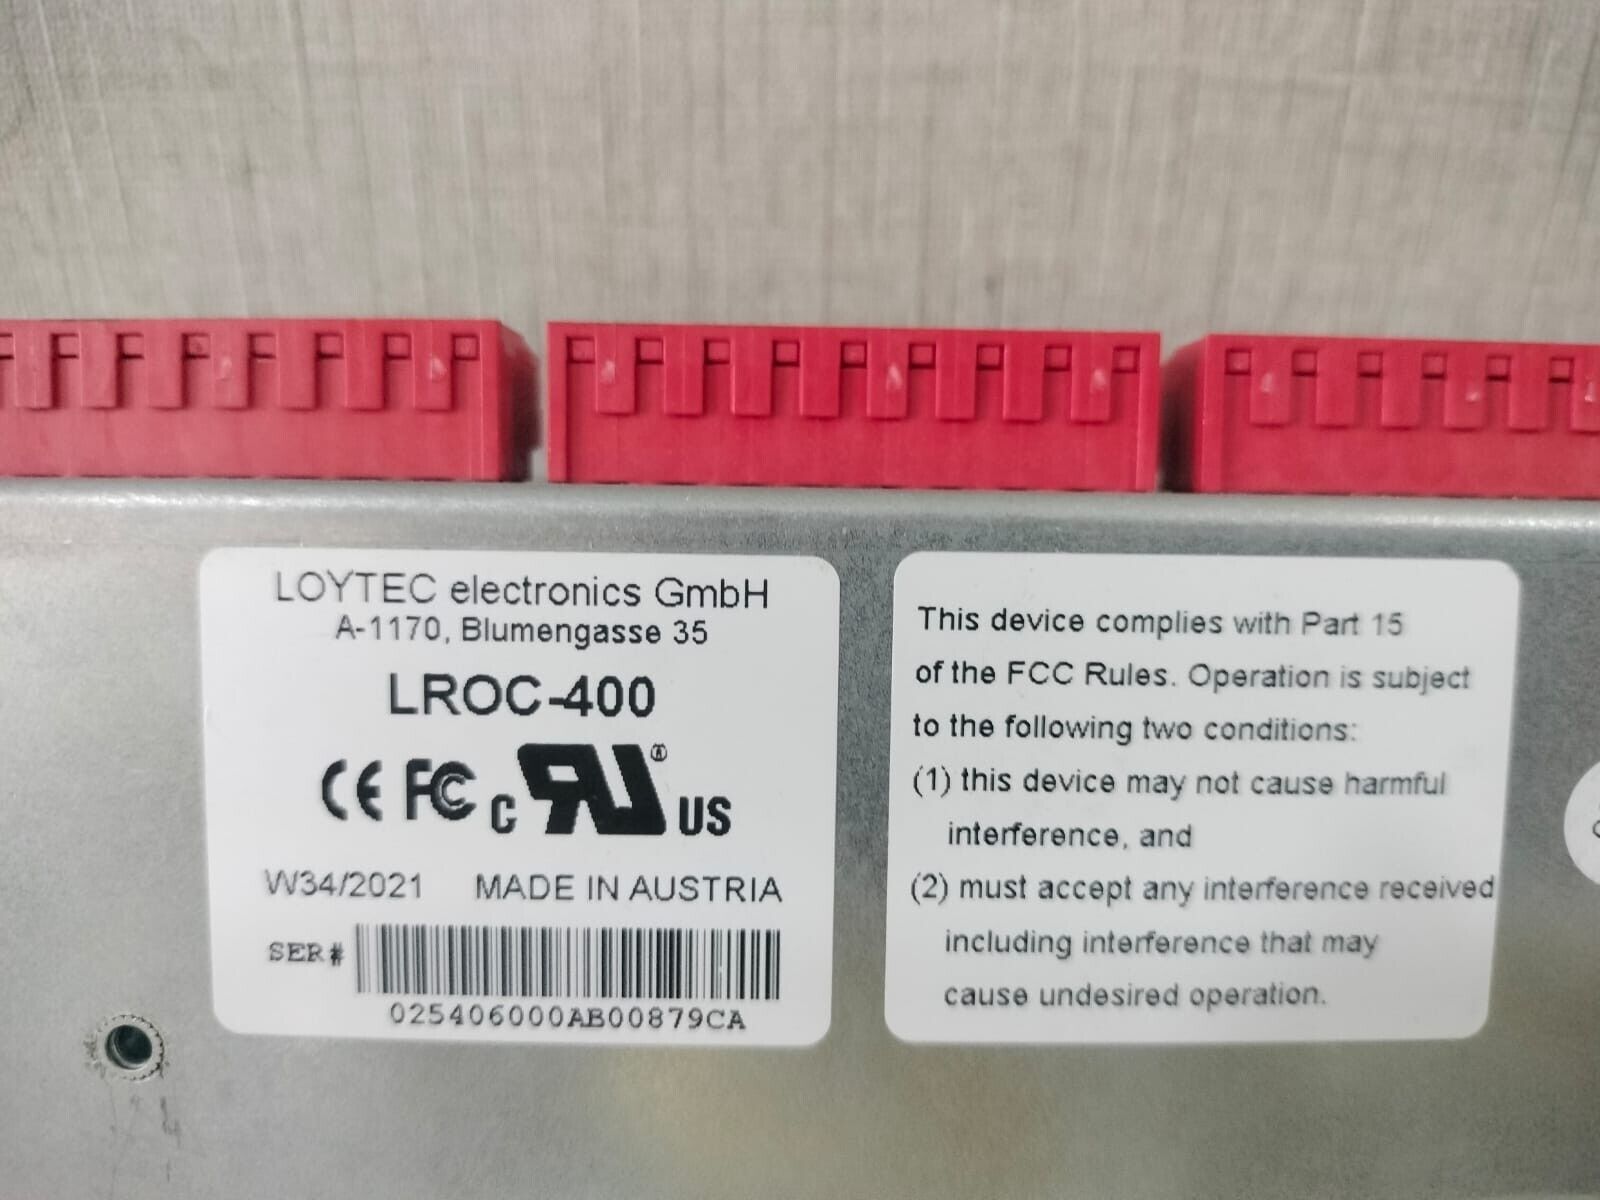 LOYTEC electronics GmbH
A-1170, Blumengasse 35
LROC-400
CE FC C RU® US
W34/2021 MADE IN AUSTRIA
SER#
025406000AB00879CA
This device complies with Part 15
of the FCC Rules. Operation is subject
to the following two conditions:
(1) this device may not cause harmful
interference, and
(2) must accept any interference received
including interference that may
cause undesired operation.